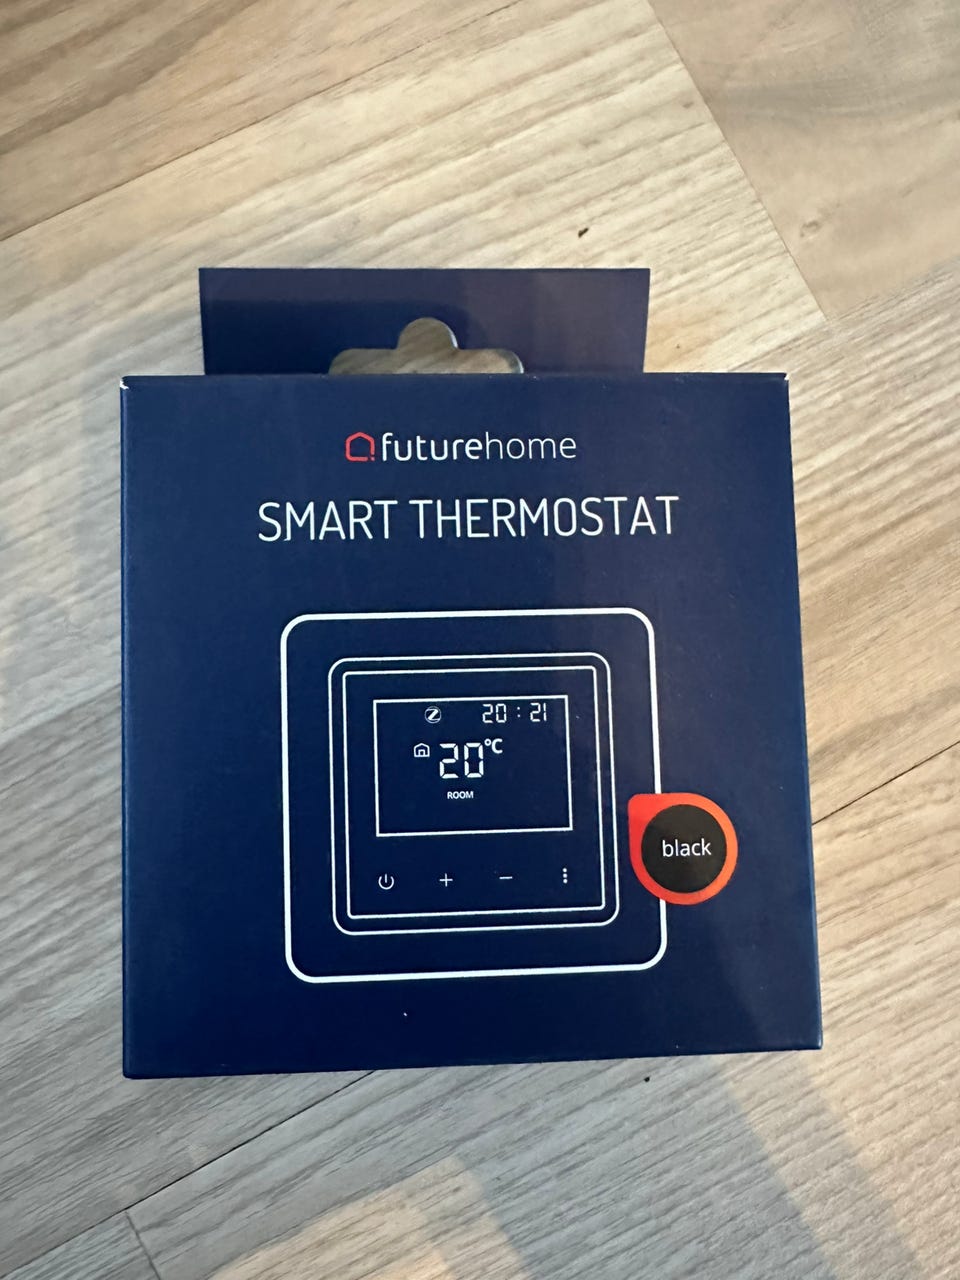 futurehome
SMART THERMOSTAT
20:21
20°C
ROOM
black